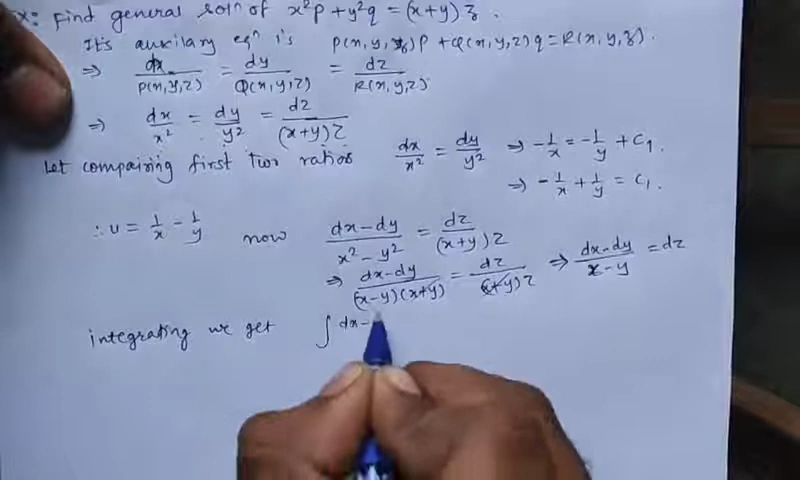 x: Find general solⁿ of x²p + y²q = (x+y) z.
It's auxilary eqⁿ is P(x,y,z)p + Q(x,y,z)q = R(x,y,z).
⇒ dx/P(x,y,z) = dy/Q(x,y,z) = dz/R(x,y,z).
⇒ dx/x² = dy/y² = dz/(x+y)z
Let compairing first two ratios dx/x² = dy/y² ⇒ -1/x = -1/y + C₁.
⇒ -1/x + 1/y = C₁.
∴ u = 1/x - 1/y now (dx-dy)/(x²-y²) = dz/(x+y)z
⇒ (dx-dy)/(x-y)(x+y) = dz/(x+y)z ⇒ (dx-dy)/(x-y) = dz
integrating we get ∫ dx-